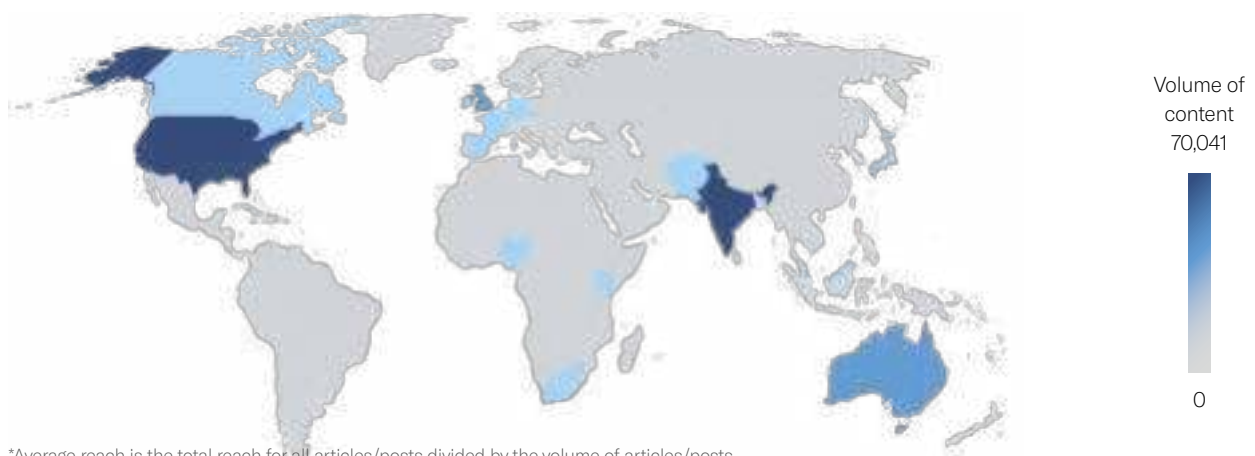 Volume of
content
70,041
0
*Average reach is the total reach for all articles/posts divided by the volume of articles/posts